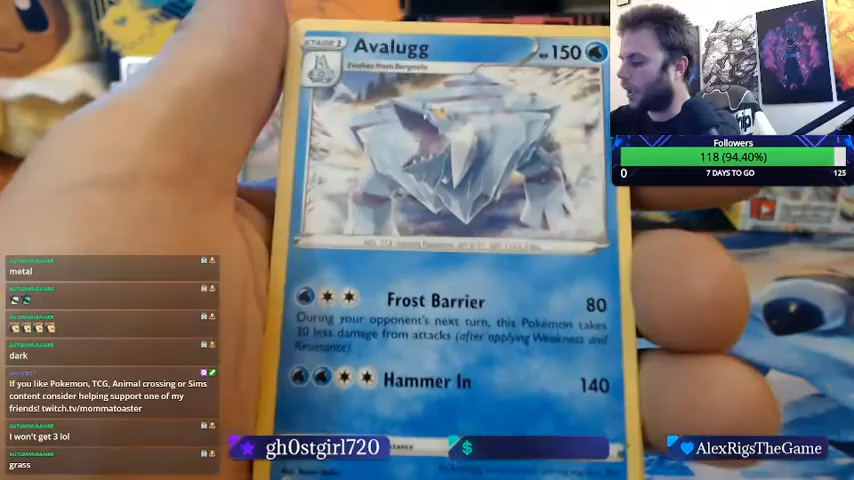 STAGE 1
Avalugg
HP 150
Evolves from Bergmite
Frost Barrier 80
During your opponent's next turn, this Pokémon takes
30 less damage from attacks (after applying Weakness and
Resistance).
Hammer In 140
Followers
118 (94.40%)
0 7 DAYS TO GO 125
metal
dark
If you like Pokemon, TCG, Animal crossing or Sims
content consider helping support one of my
friends! twitch.tv/mommatoaster
I won't get 3 lol
grass
gh0stgirl720
$
AlexRigsTheGame